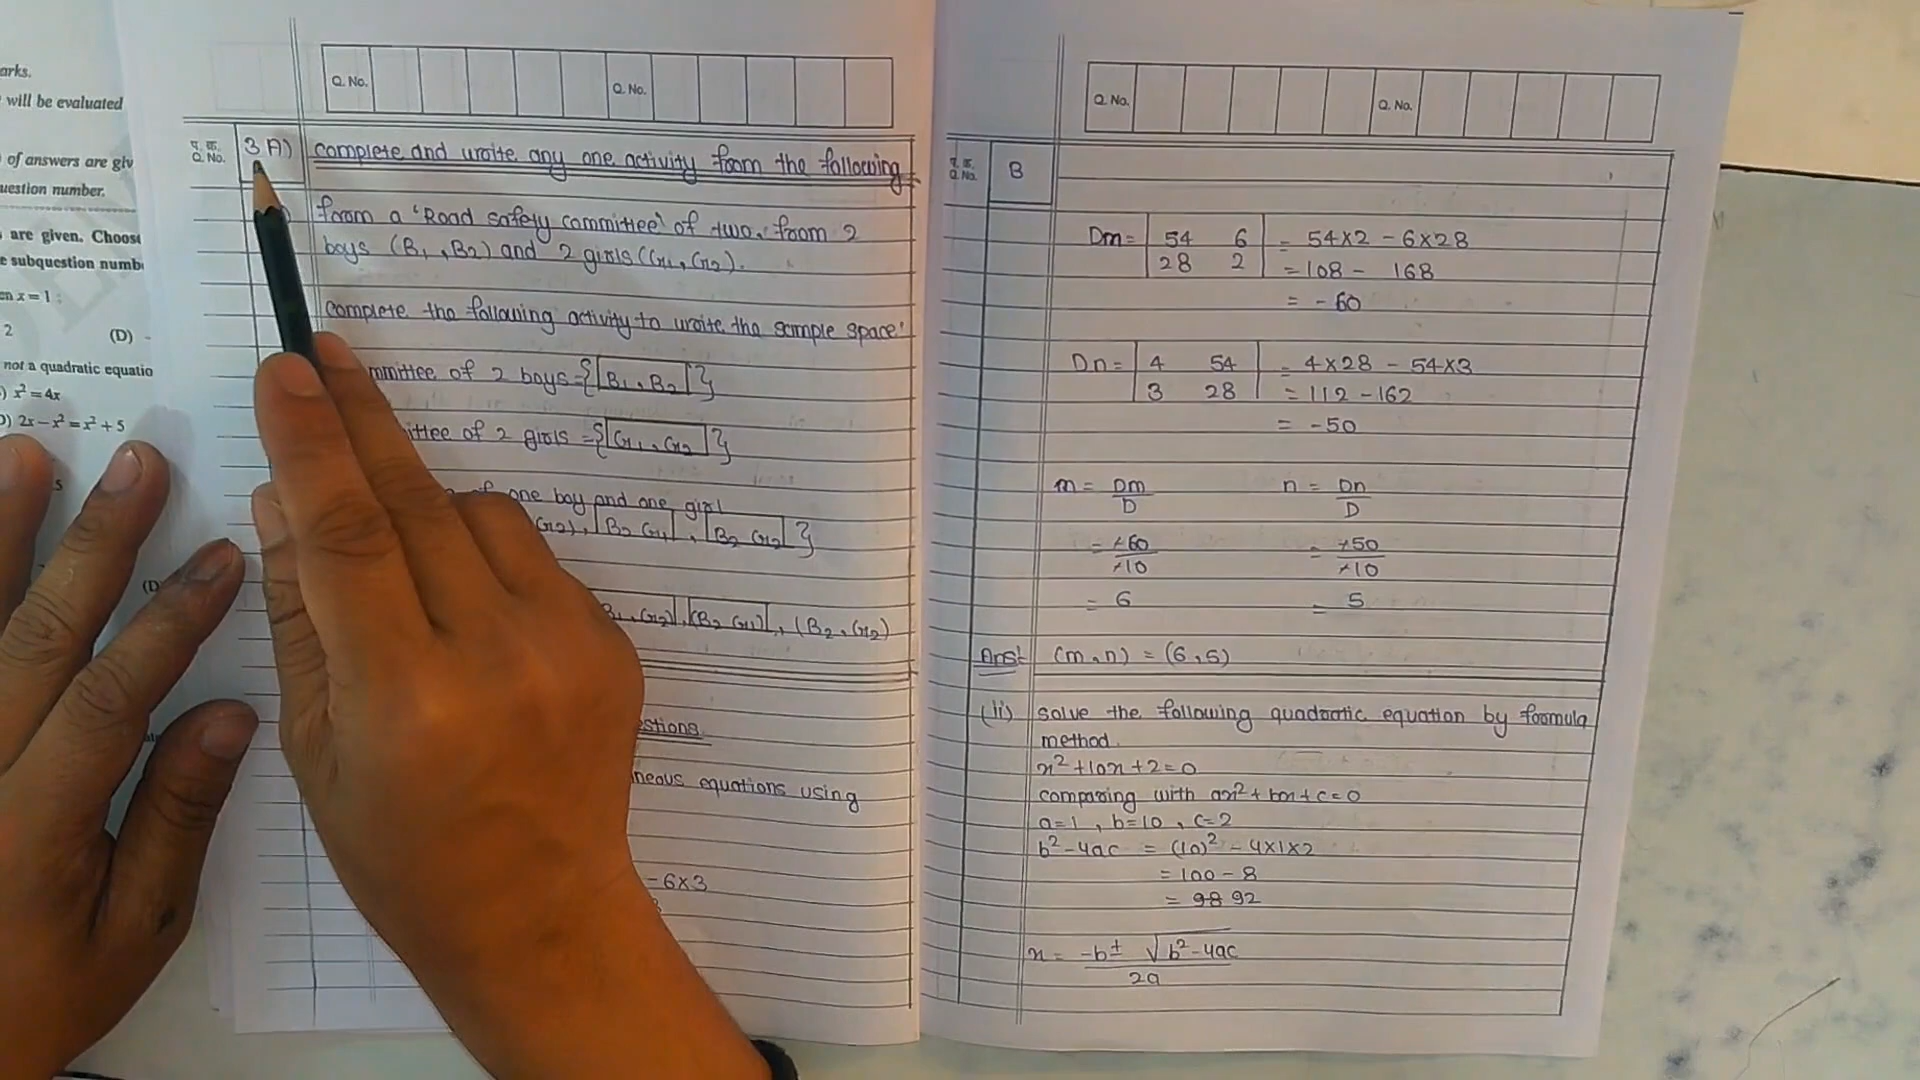 arks.
will be evaluated
of answers are giv
uestion number.
are given. Choose
e subquestion numb
en x = 1 ;
2 (D) -
not a quadratic equatio
) x² = 4x
D) 2x – x² = x² + 5
5
(D)
Q. No. Q. No.
प्र. क्र.
Q. No.
3 A) complete and write any one activity from the following
form a 'Road safety committee' of two, from 2
boys (B₁, B₂) and 2 girls (G₁, G₂).
complete the following activity to write the sample space:
mmittee of 2 boys = { B₁, B₂ }
ittee of 2 girls = { G₁, G₂ }
of one boy and one girl
G₂), B₂ G₁, B₂ G₂ }
B₁, G₂), (B₂ G₁), (B₂, G₂)
estions.
neous equations using
- 6×3
Q. No. Q. No.
प्र. क्र.
Q. No.
B
Dm = | 54 6 | = 54×2 - 6×28
| 28 2 | = 108 - 168
= - 60
Dn = | 4 54 | = 4×28 - 54×3
| 3 28 | = 112 - 162
= -50
m = Dm n = Dn
D D
= -60 = -50
-10 -10
= 6 = 5
Ans: (m, n) = (6, 5)
(ii) solve the following quadratic equation by formula
method.
x² + 10x + 2 = 0
comparing with ax² + bx + c = 0
a = 1 , b = 10 , c = 2
b² - 4ac = (10)² - 4×1×2
= 100 - 8
= 98 92
x = -b ± √b² - 4ac
2a